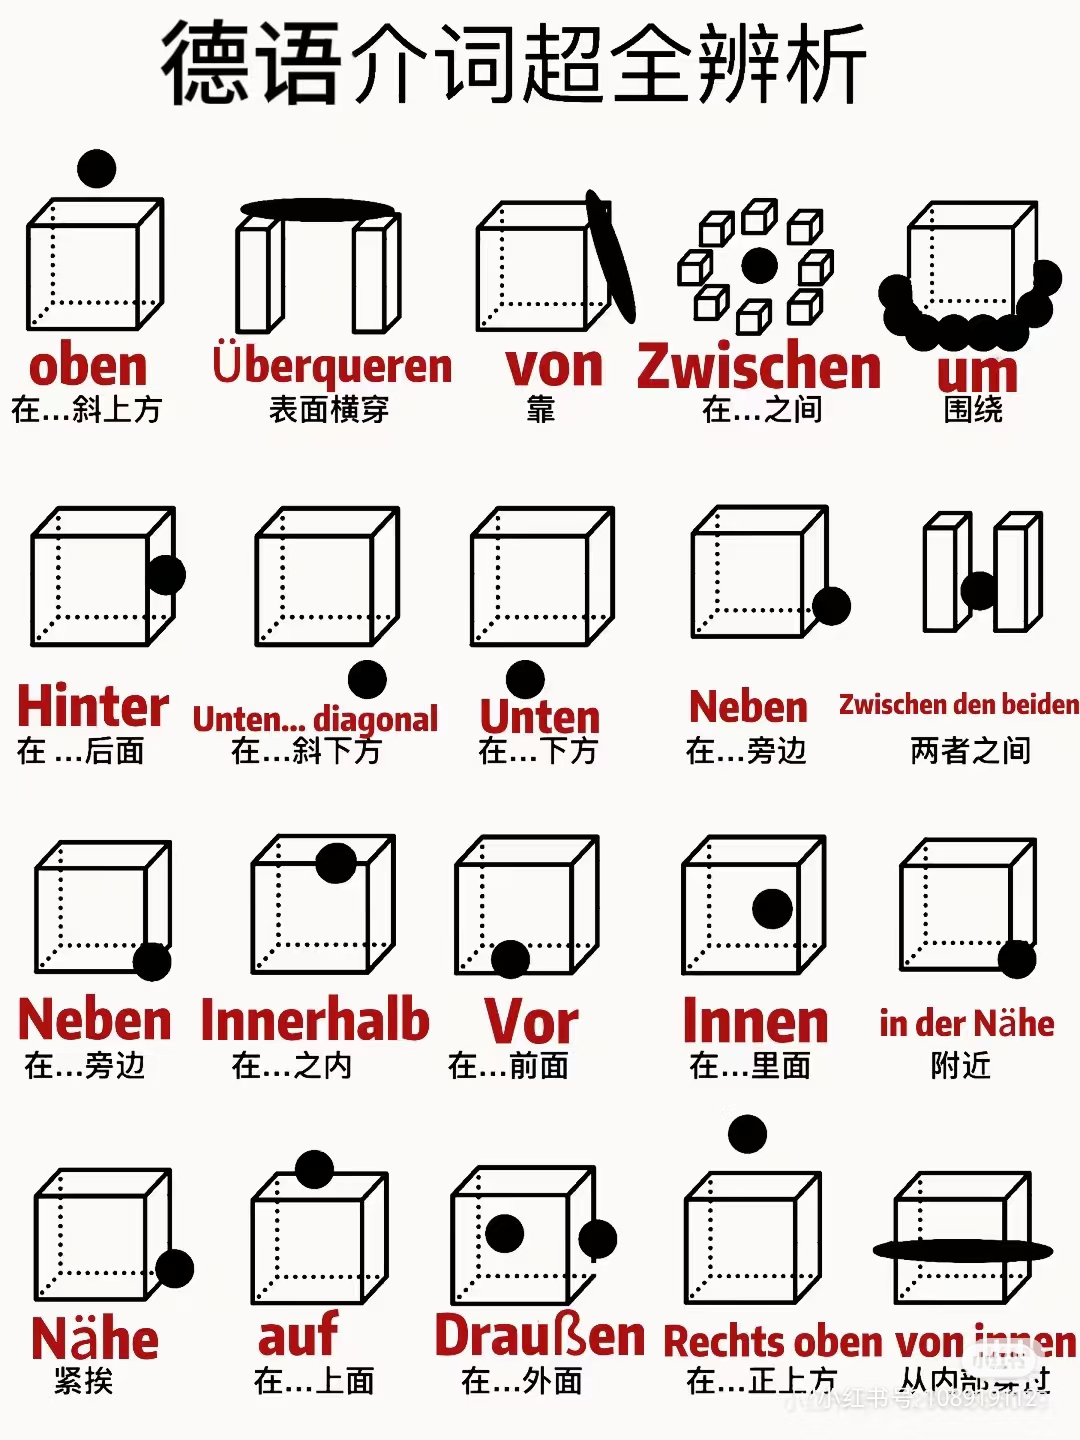 德语介词超全辨析
oben
在...斜上方
Überqueren
表面横穿
von
靠
Zwischen
在...之间
um
围绕
Hinter
在 ...后面
Unten... diagonal
在...斜下方
Unten
在...下方
Neben
在...旁边
Zwischen den beiden
两者之间
Neben
在...旁边
Innerhalb
在...之内
Vor
在...前面
Innen
在...里面
in der Nähe
附近
Nähe
紧挨
auf
在...上面
Draußen
在...外面
Rechts oben
在...正上方
von innen
从内部穿过
小红书
小红书号: